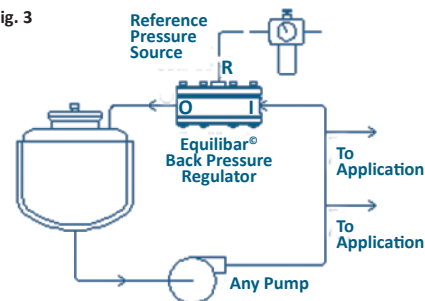 ig. 3
Reference
Pressure
Source
R
O
I
Equilibar©
Back Pressure
Regulator
To
Application
To
Application
Any Pump